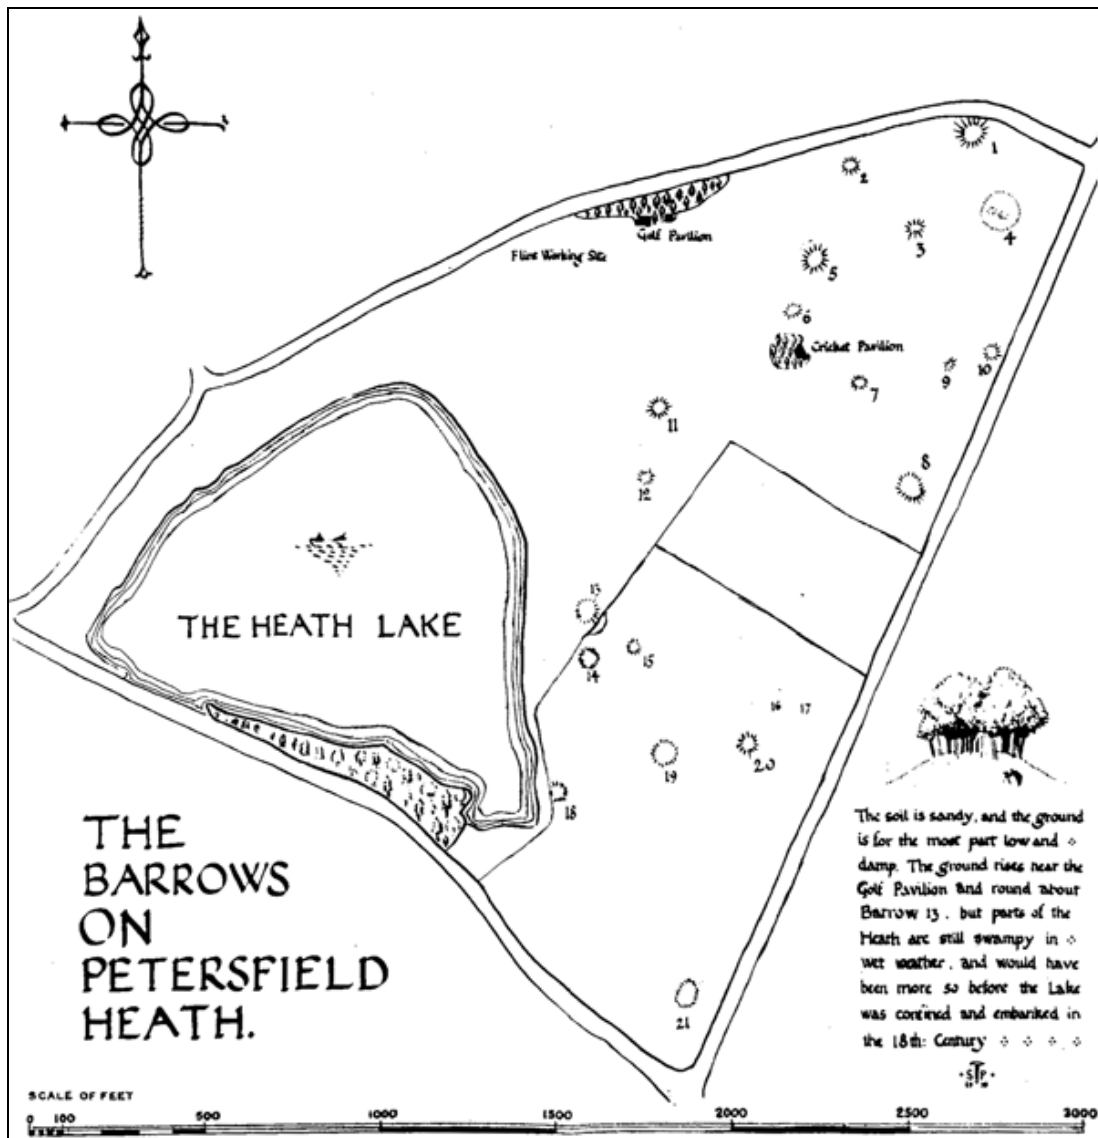 1
2
3
4
5
Golf Pavilion
Flint Working Site
6
Cricket Pavilion
7
9
10
11
8
12
13
THE HEATH LAKE
14
15
16 17
19
20
18
21
THE
BARROWS
ON
PETERSFIELD
HEATH.
The soil is sandy, and the ground
is for the most part low and
damp. The ground rises near the
Golf Pavilion and round about
Barrow 13, but parts of the
Heath are still swampy in
wet weather, and would have
been more so before the Lake
was confined and embanked in
the 18th: Century
SCALE OF FEET
0 100 500 1000 1500 2000 2500 3000